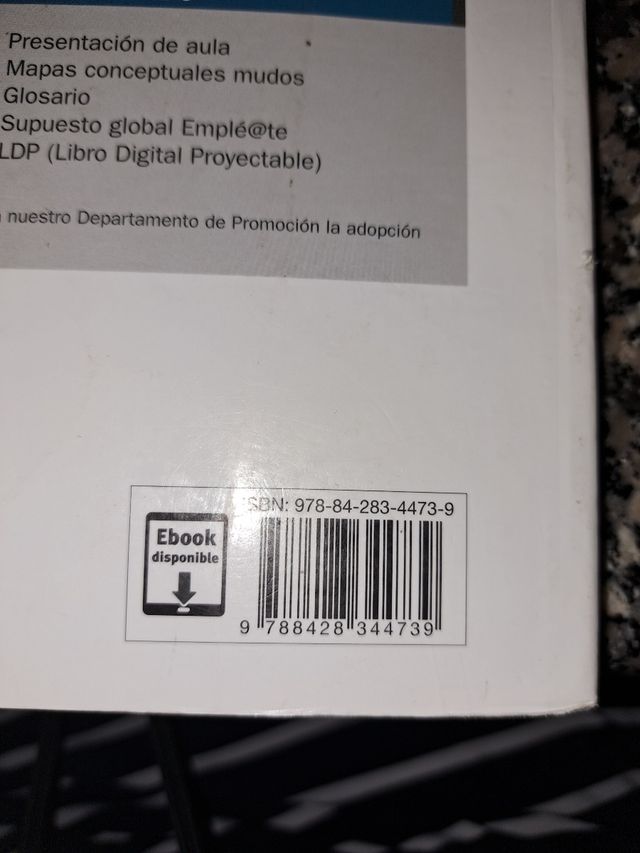 Presentación de aula
Mapas conceptuales mudos
Glosario
Supuesto global Emplé@te
LDP (Libro Digital Proyectable)
nuestro Departamento de Promoción la adopción
ISBN: 978-84-283-4473-9
Ebook
disponible
9 788428 344739